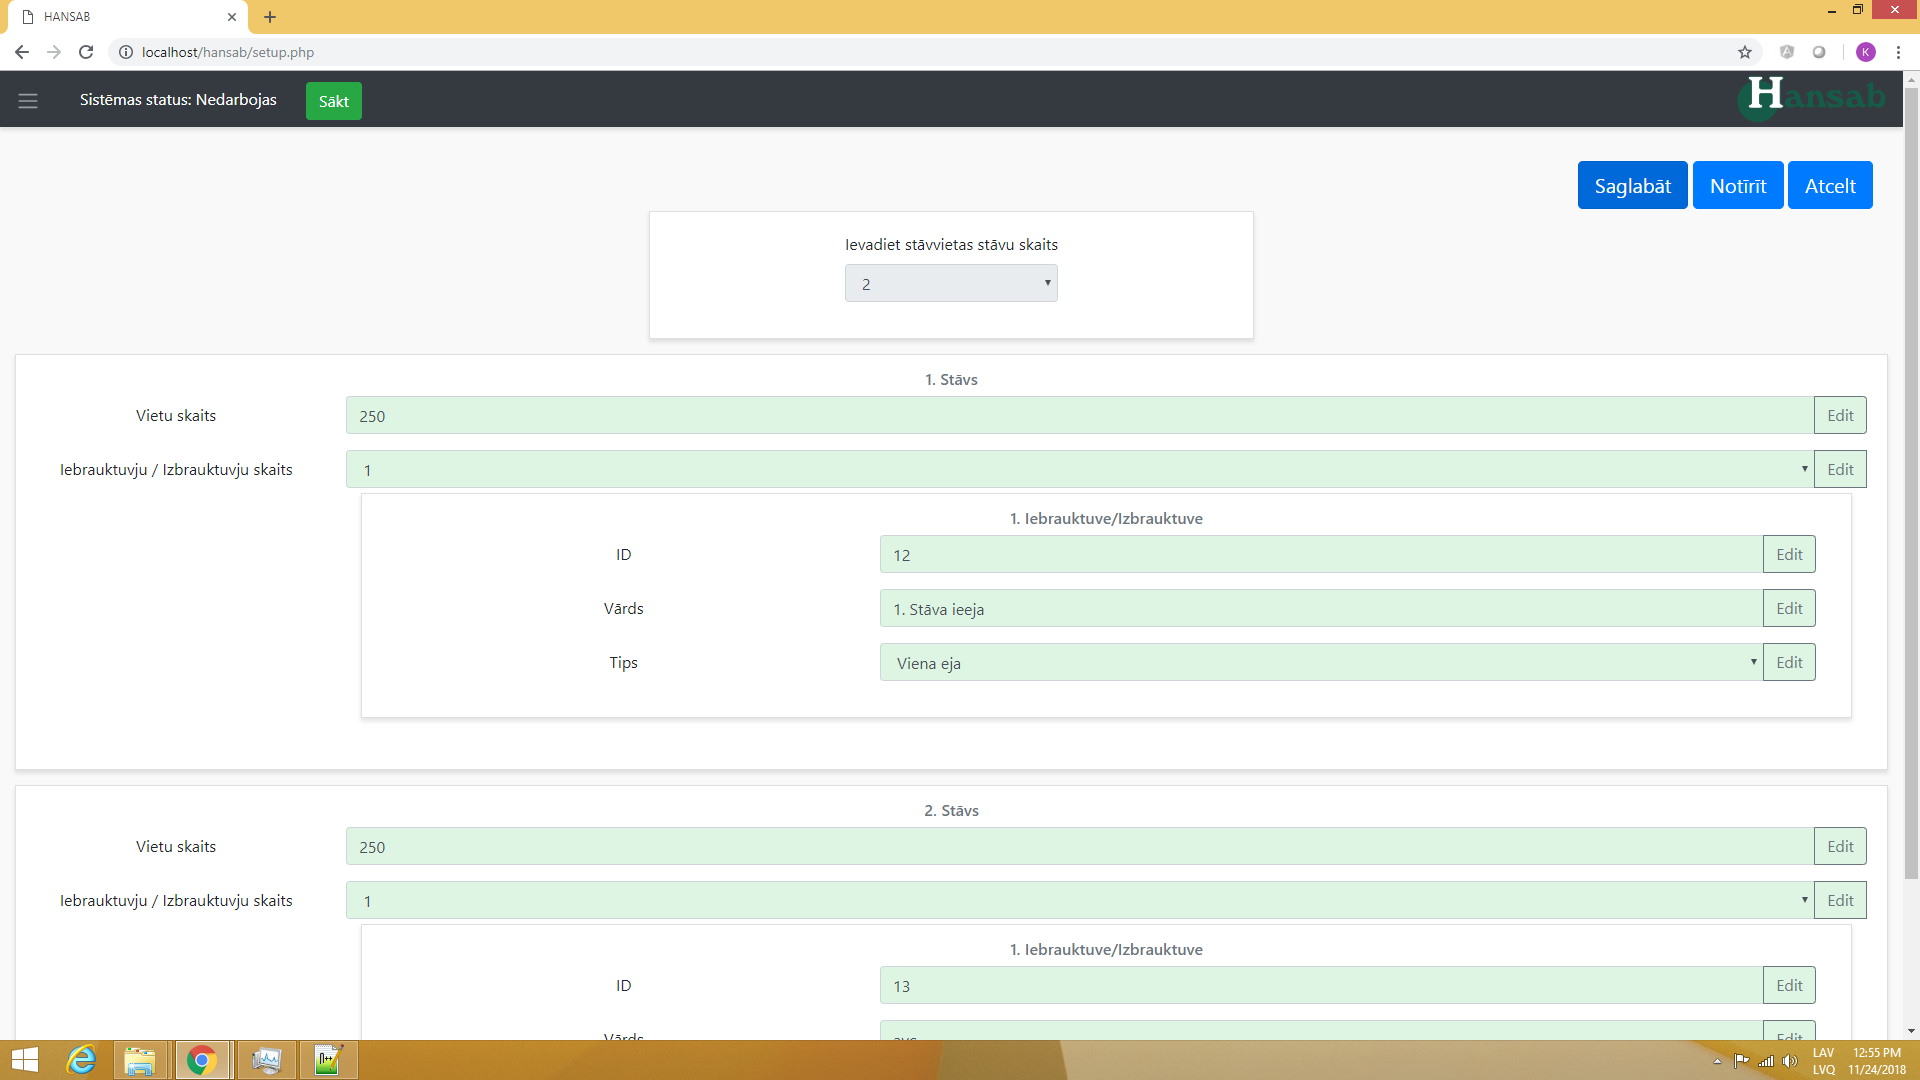 HANSAB
localhost/hansab/setup.php
K
Sistēmas status: Nedarbojas
Sākt
Hansab
Saglabāt
Notīrīt
Atcelt
Ievadiet stāvvietas stāvu skaits
2
1. Stāvs
Vietu skaits
250
Edit
Iebrauktuvju / Izbrauktuvju skaits
1
Edit
1. Iebrauktuve/Izbrauktuve
ID
12
Edit
Vārds
1. Stāva ieeja
Edit
Tips
Viena eja
Edit
2. Stāvs
Vietu skaits
250
Edit
Iebrauktuvju / Izbrauktuvju skaits
1
Edit
1. Iebrauktuve/Izbrauktuve
ID
13
Edit
Vārds
Edit
LAV 12:55 PM
LVQ 11/24/2018